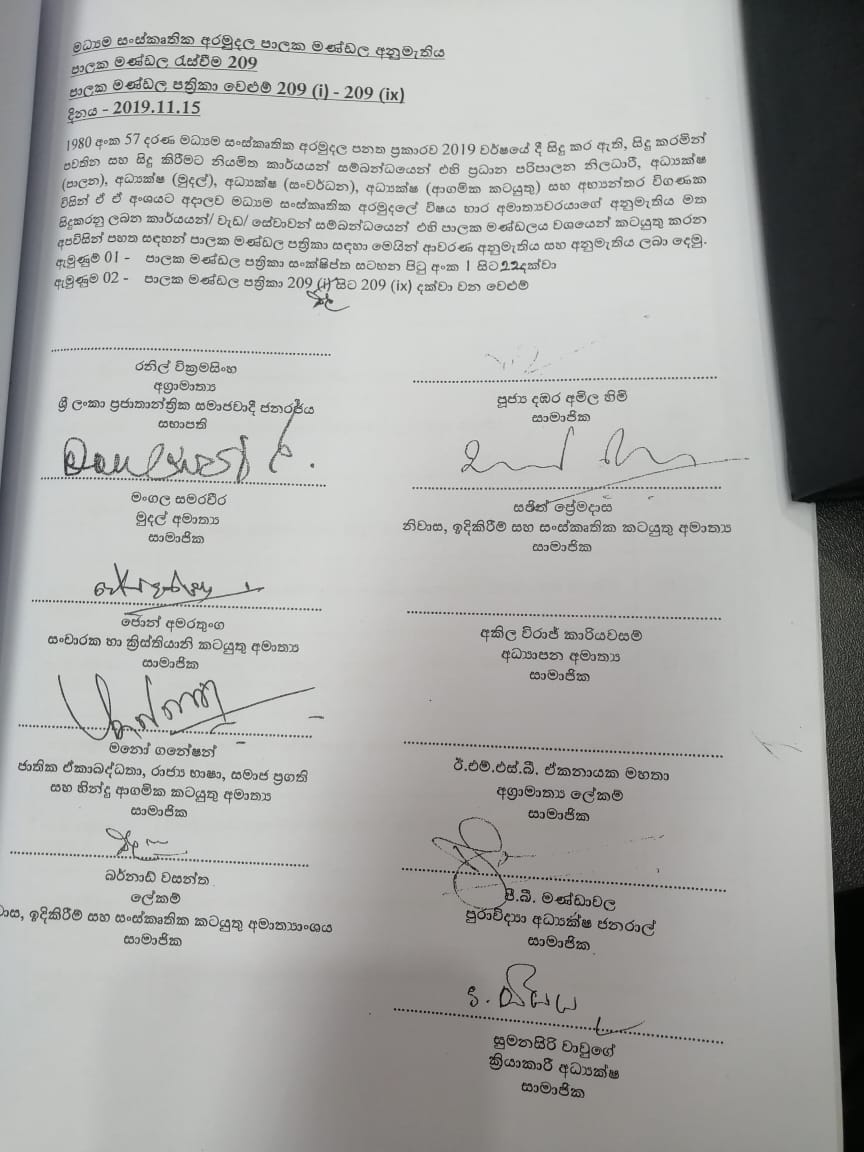 මධ්‍යම සංස්කෘතික අරමුදල පාලක මණ්ඩල අනුමැතිය
පාලක මණ්ඩල රැස්වීම 209
පාලක මණ්ඩල පත්‍රිකා වෙළුම් 209 (i) - 209 (ix)
දිනය - 2019.11.15
1980 අංක 57 දරණ මධ්‍යම සංස්කෘතික අරමුදල පනත ප්‍රකාරව 2019 වර්ෂයේ දී සිදු කර ඇති, සිදු කරමින්
පවතින සහ සිදු කිරීමට නියමිත කාර්යයන් සම්බන්ධයෙන් එහි ප්‍රධාන පරිපාලන නිලධාරී, අධ්‍යක්ෂ
(පාලන), අධ්‍යක්ෂ (මුදල්), අධ්‍යක්ෂ (සංවර්ධන), අධ්‍යක්ෂ (ආගමික කටයුතු) සහ අභ්‍යන්තර විගණක
විසින් ඒ ඒ අංශයට අදාලව මධ්‍යම සංස්කෘතික අරමුදලේ විෂය භාර අමාත්‍යවරයාගේ අනුමැතිය මත
සිදුකරනු ලබන කාර්යයන්/ වැඩ/ සේවාවන් සම්බන්ධයෙන් එහි පාලක මණ්ඩලය වශයෙන් කටයුතු කරන
අපවිසින් පහත සඳහන් පාලක මණ්ඩල පත්‍රිකා සඳහා මෙයින් ආවරණ අනුමැතිය සහ අනුමැතිය ලබා දෙමු.
ඇමුණුම 01 - පාලක මණ්ඩල පත්‍රිකා සංක්ෂිප්ත සටහන පිටු අංක 1 සිට 22 දක්වා
ඇමුණුම 02 - පාලක මණ්ඩල පත්‍රිකා 209 (i) සිට 209 (ix) දක්වා වන වෙළුම්
රනිල් වික්‍රමසිංහ
අග්‍රාමාත්‍ය
ශ්‍රී ලංකා ප්‍රජාතාන්ත්‍රික සමාජවාදී ජනරජය
සභාපති
පූජ්‍ය දඹර අමිල හිමි
සාමාජික
මංගල සමරවීර
මුදල් අමාත්‍ය
සාමාජික
සජිත් ප්‍රේමදාස
නිවාස, ඉදිකිරීම් සහ සංස්කෘතික කටයුතු අමාත්‍ය
සාමාජික
ජොන් අමරතුංග
සංචාරක හා ක්‍රිස්තියානි කටයුතු අමාත්‍ය
සාමාජික
අකිල විරාජ් කාරියවසම්
අධ්‍යාපන අමාත්‍ය
සාමාජික
මනෝ ගනේෂන්
ජාතික ඒකාබද්ධතා, රාජ්‍ය භාෂා, සමාජ ප්‍රගති
සහ හින්දු ආගමික කටයුතු අමාත්‍ය
සාමාජික
ඊ.එම්.එස්.බී. ඒකනායක මහතා
අග්‍රාමාත්‍ය ලේකම්
සාමාජික
බර්නාඩ් වසන්ත
ලේකම්
වාස, ඉදිකිරීම් සහ සංස්කෘතික කටයුතු අමාත්‍යාංශය
සාමාජික
පී.බී. මණ්ඩාවල
පුරාවිද්‍යා අධ්‍යක්ෂ ජනරාල්
සාමාජික
සුමනසිරි වාවුගේ
ක්‍රියාකාරී අධ්‍යක්ෂ
සාමාජික